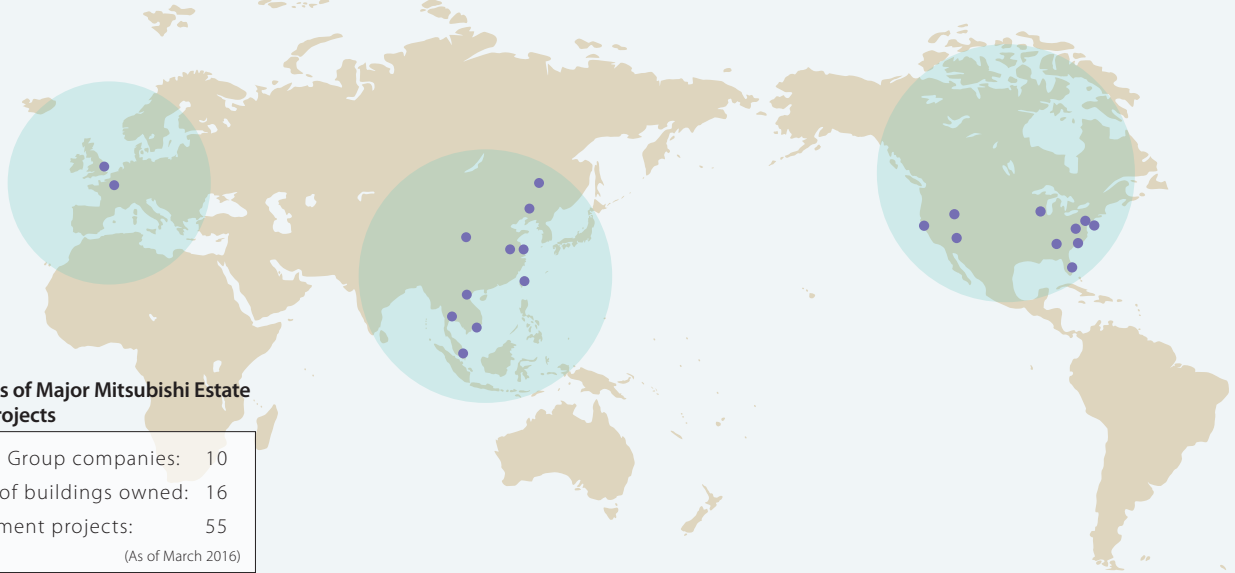 s of Major Mitsubishi Estate
rojects
Group companies: 10
of buildings owned: 16
ment projects: 55
(As of March 2016)